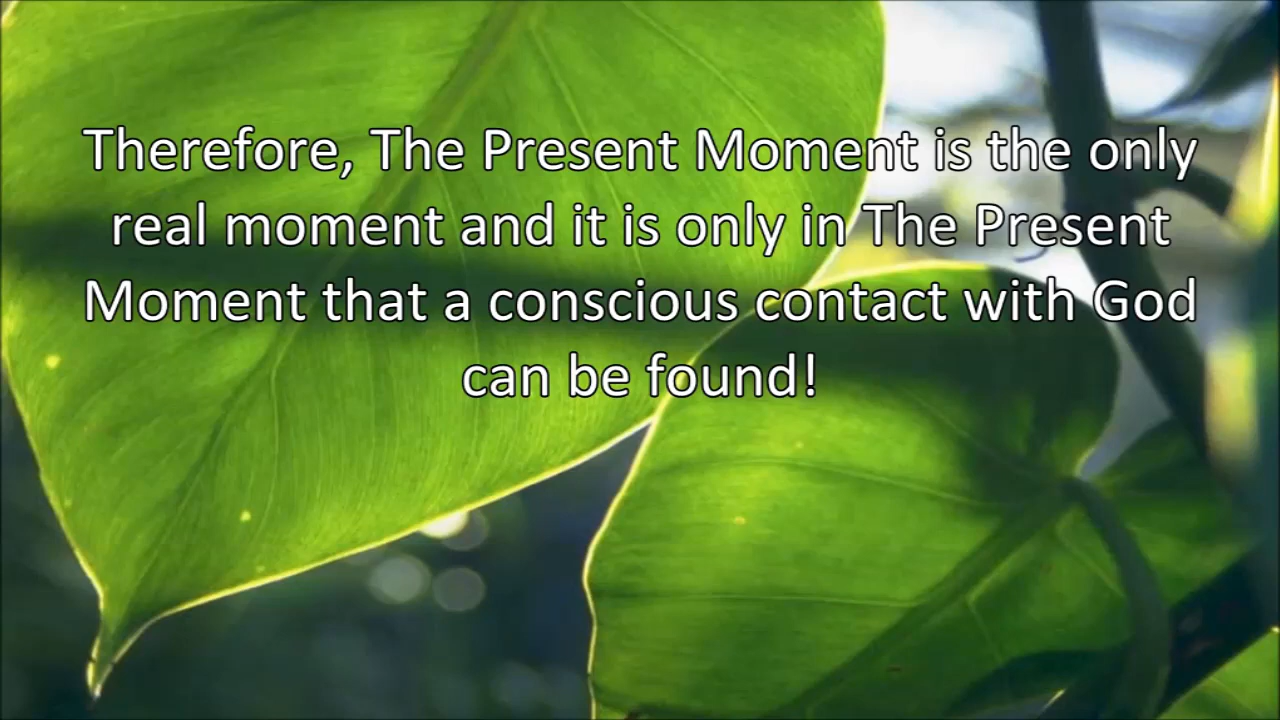 Therefore, The Present Moment is the only
real moment and it is only in The Present
Moment that a conscious contact with God
can be found!